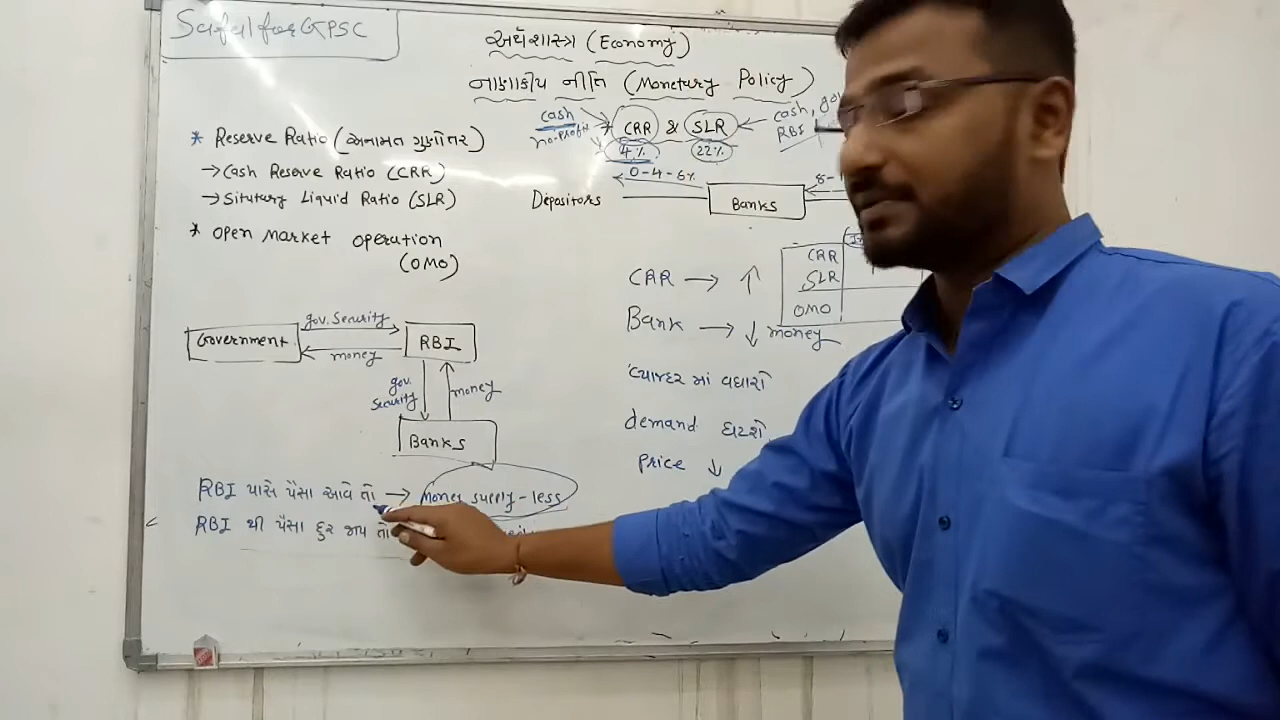 Safal for GPSC
અર્થશાસ્ત્ર (Economy)
નાણાકીય નીતિ (Monetary Policy)
cash
no-profit
* CRR & SLR
cash, go
RBI
4% 22%
* Reserve Ratio (અનામત ગુણોતર)
→ Cash Reserve Ratio (CRR)
→ Situtary Liquid Ratio (SLR)
* Open Market operation
(OMO)
0-4-6%
Depositors Banks 8-
CRR
SLR
OMO
CRR → ↑
Bank → ↓ money
વ્યાજદર માં વધારો
demand ઘટશે
Price ↓
Government gov. Security RBI
money
gov. Security money
Banks
RBI પાસે પૈસા આવે તો → money supply-less
RBI થી પૈસા દુર જાય તો